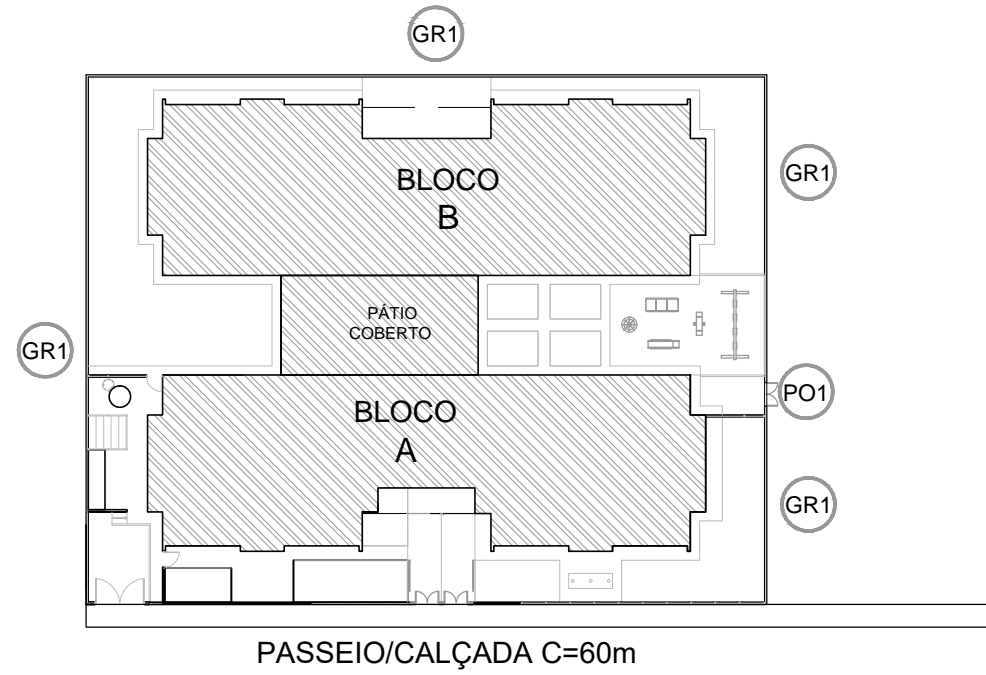 GR1
GR1
BLOCO
B
PÁTIO
COBERTO
GR1
PO1
BLOCO
A
GR1
PASSEIO/CALÇADA C=60m